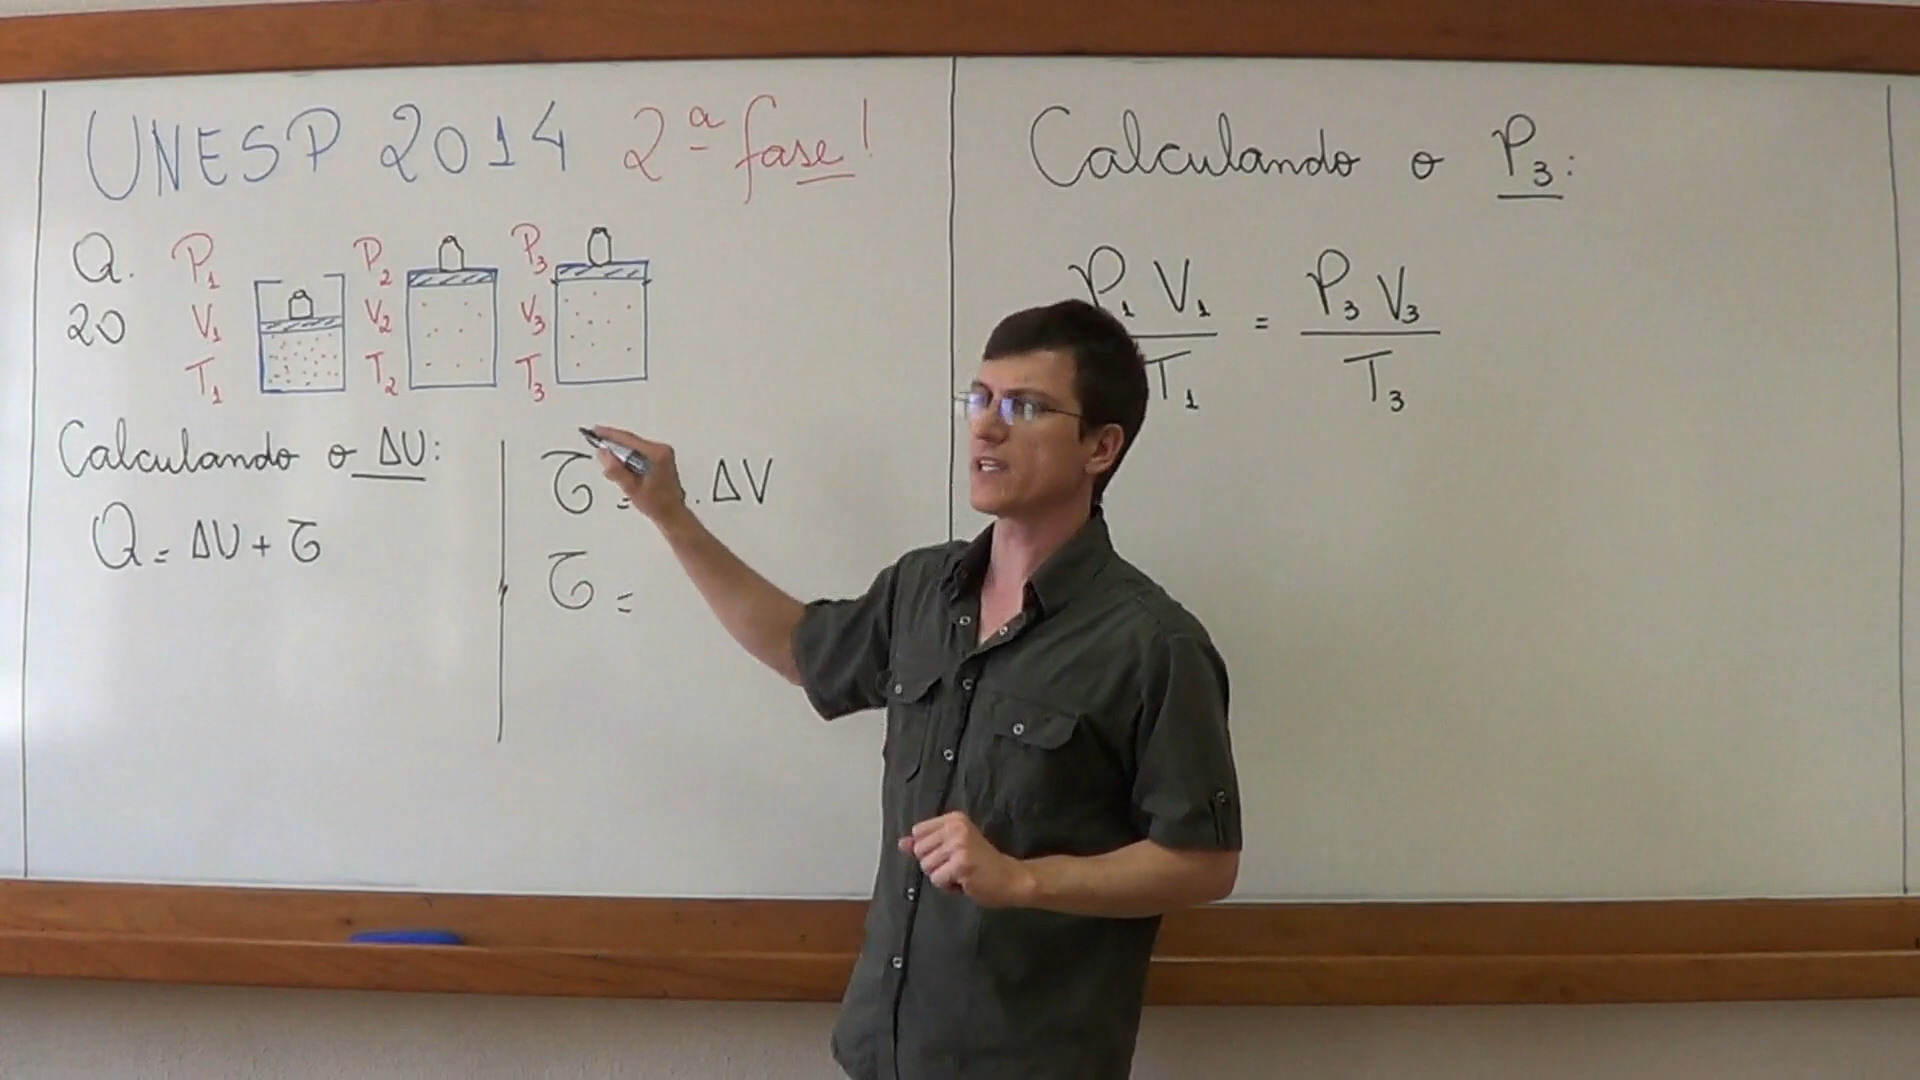 UNESP 2014 2ª fase!
Q. 20
P1 V1 T1
P2 V2 T2
P3 V3 T3
Calculando o ΔU:
Q = ΔU + τ
τ = . ΔV
τ =
Calculando o P3:
P1 V1 / T1 = P3 V3 / T3